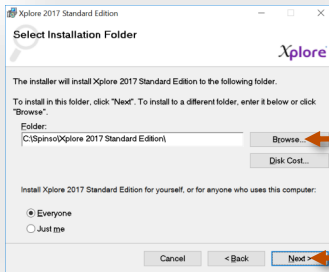 Xplore 2017 Standard Edition
Select Installation Folder
Xplore
The installer will install Xplore 2017 Standard Edition to the following folder.
To install in this folder, click "Next". To install to a different folder, enter it below or click
"Browse".
Folder:
C:\Spinso\Xplore 2017 Standard Edition\
Browse...
Disk Cost...
Install Xplore 2017 Standard Edition for yourself, or for anyone who uses this computer:
Everyone
Just me
Cancel
< Back
Next >